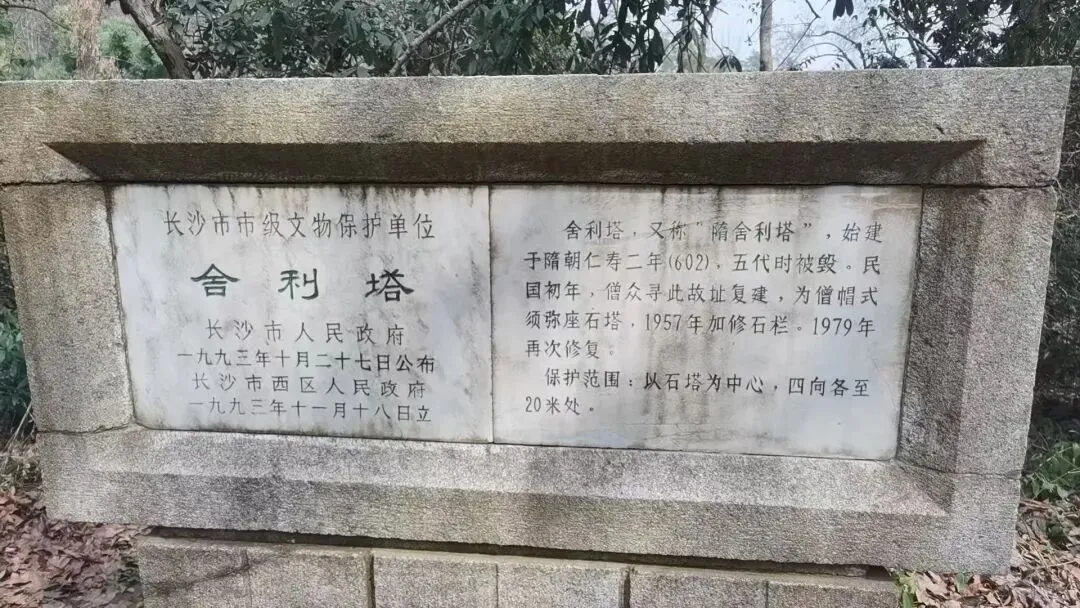 长沙市市级文物保护单位
舍利塔
长沙市人民政府
一九九三年十月二十七日公布
长沙市西区人民政府
一九九三年十一月十八日立
舍利塔，又称“隋舍利塔”，始建
于隋朝仁寿二年(602)，五代时被毁。民
国初年，僧众寻此故址复建，为僧帽式
须弥座石塔，1957年加修石栏。1979年
再次修复。
保护范围：以石塔为中心，四向各至
20米处。